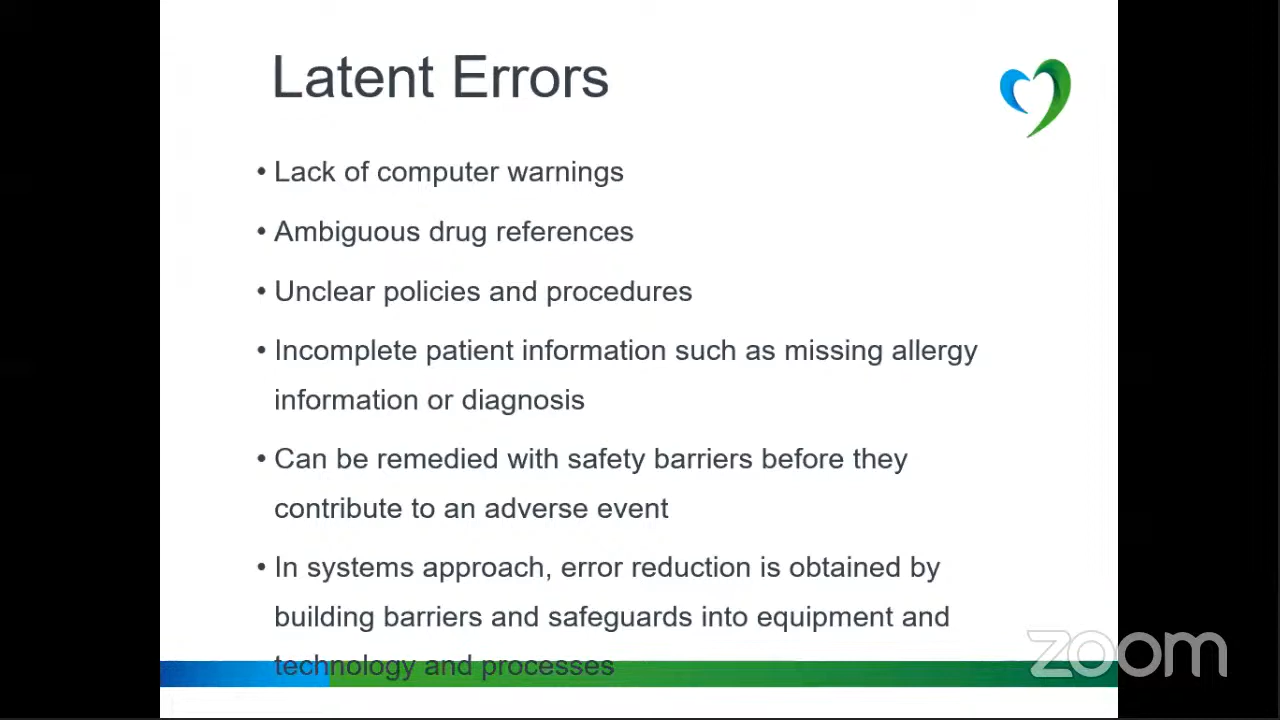 Latent Errors
• Lack of computer warnings
• Ambiguous drug references
• Unclear policies and procedures
• Incomplete patient information such as missing allergy
information or diagnosis
• Can be remedied with safety barriers before they
contribute to an adverse event
• In systems approach, error reduction is obtained by
building barriers and safeguards into equipment and
technology and processes
zoom